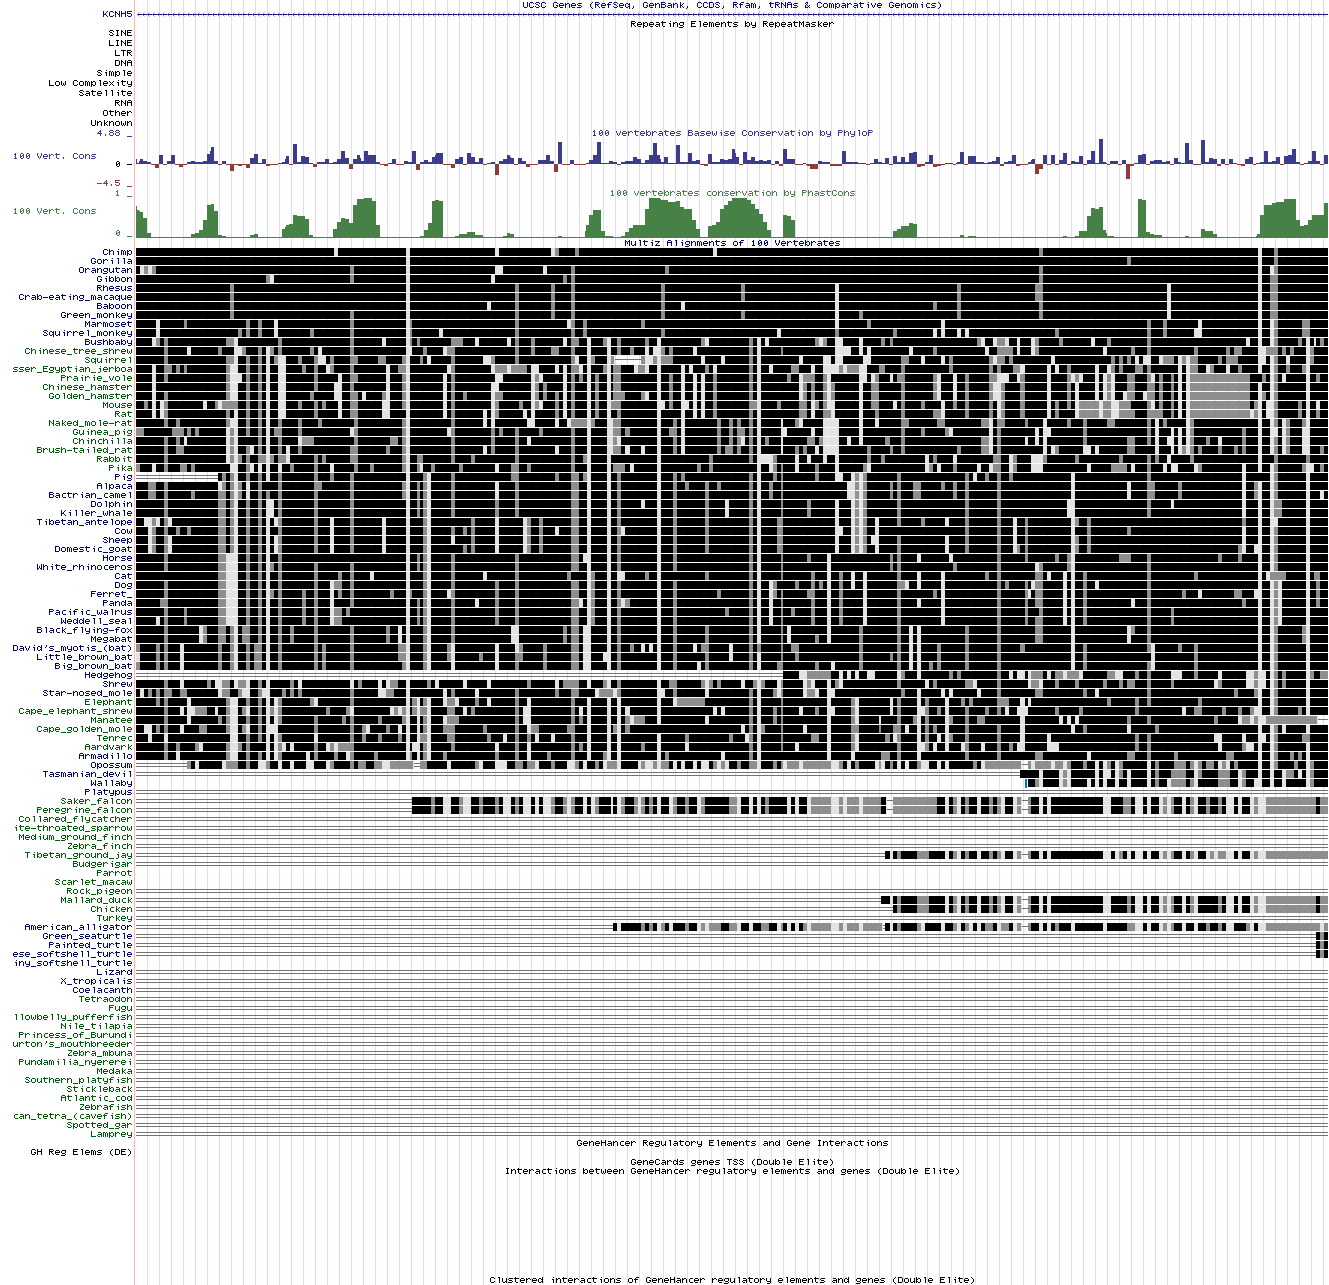 UCSC Genes (RefSeq, GenBank, CCDS, Rfam, tRNAs & Comparative Genomics)
KCNH5
Repeating Elements by RepeatMasker
SINE
LINE
LTR
DNA
Simple
Low Complexity
Satellite
RNA
Other
Unknown
4.88 _
100 vertebrates Basewise Conservation by PhyloP
100 Vert. Cons
0 _
-4.5 _
1 _
100 vertebrates conservation by PhastCons
100 Vert. Cons
0 _
Multiz Alignments of 100 Vertebrates
Chimp
Gorilla
Orangutan
Gibbon
Rhesus
Crab-eating_macaque
Baboon
Green_monkey
Marmoset
Squirrel_monkey
Bushbaby
Chinese_tree_shrew
Squirrel
sser_Egyptian_jerboa
Prairie_vole
Chinese_hamster
Golden_hamster
Mouse
Rat
Naked_mole-rat
Guinea_pig
Chinchilla
Brush-tailed_rat
Rabbit
Pika
Pig
Alpaca
Bactrian_camel
Dolphin
Killer_whale
Tibetan_antelope
Cow
Sheep
Domestic_goat
Horse
White_rhinoceros
Cat
Dog
Ferret_
Panda
Pacific_walrus
Weddell_seal
Black_flying-fox
Megabat
David's_myotis_(bat)
Little_brown_bat
Big_brown_bat
Hedgehog
Shrew
Star-nosed_mole
Elephant
Cape_elephant_shrew
Manatee
Cape_golden_mole
Tenrec
Aardvark
Armadillo
Opossum
Tasmanian_devil
Wallaby
Platypus
Saker_falcon
Peregrine_falcon
Collared_flycatcher
ite-throated_sparrow
Medium_ground_finch
Zebra_finch
Tibetan_ground_jay
Budgerigar
Parrot
Scarlet_macaw
Rock_pigeon
Mallard_duck
Chicken
Turkey
American_alligator
Green_seaturtle
Painted_turtle
ese_softshell_turtle
iny_softshell_turtle
Lizard
X_tropicalis
Coelacanth
Tetraodon
Fugu
llowbelly_pufferfish
Nile_tilapia
Princess_of_Burundi
urton's_mouthbreeder
Zebra_mbuna
Pundamilia_nyererei
Medaka
Southern_platyfish
Stickleback
Atlantic_cod
Zebrafish
can_tetra_(cavefish)
Spotted_gar
Lamprey
GeneHancer Regulatory Elements and Gene Interactions
GH Reg Elems (DE)
GeneCards genes TSS (Double Elite)
Interactions between GeneHancer regulatory elements and genes (Double Elite)
Clustered interactions of GeneHancer regulatory elements and genes (Double Elite)